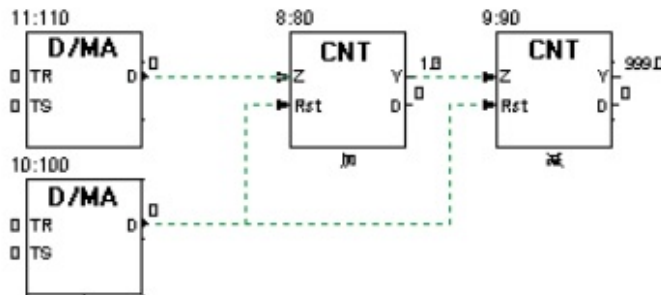 11:110
D/MA
0
0 TR D
0 TS
8:80
CNT
Z Y 1.0
0
Rst D
加
9:90
CNT
Z Y 999.0
0
Rst D
减
10:100
D/MA
0
0 TR D
0 TS